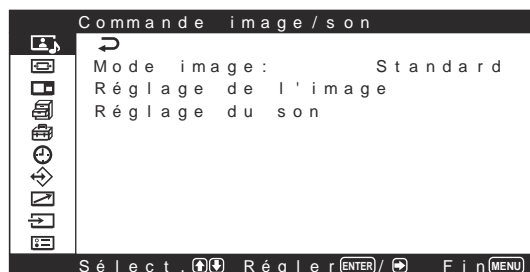 Commande image/son
Mode image: Standard
Réglage de l'image
Réglage du son
Sélect. Régler ENTER / Fin MENU